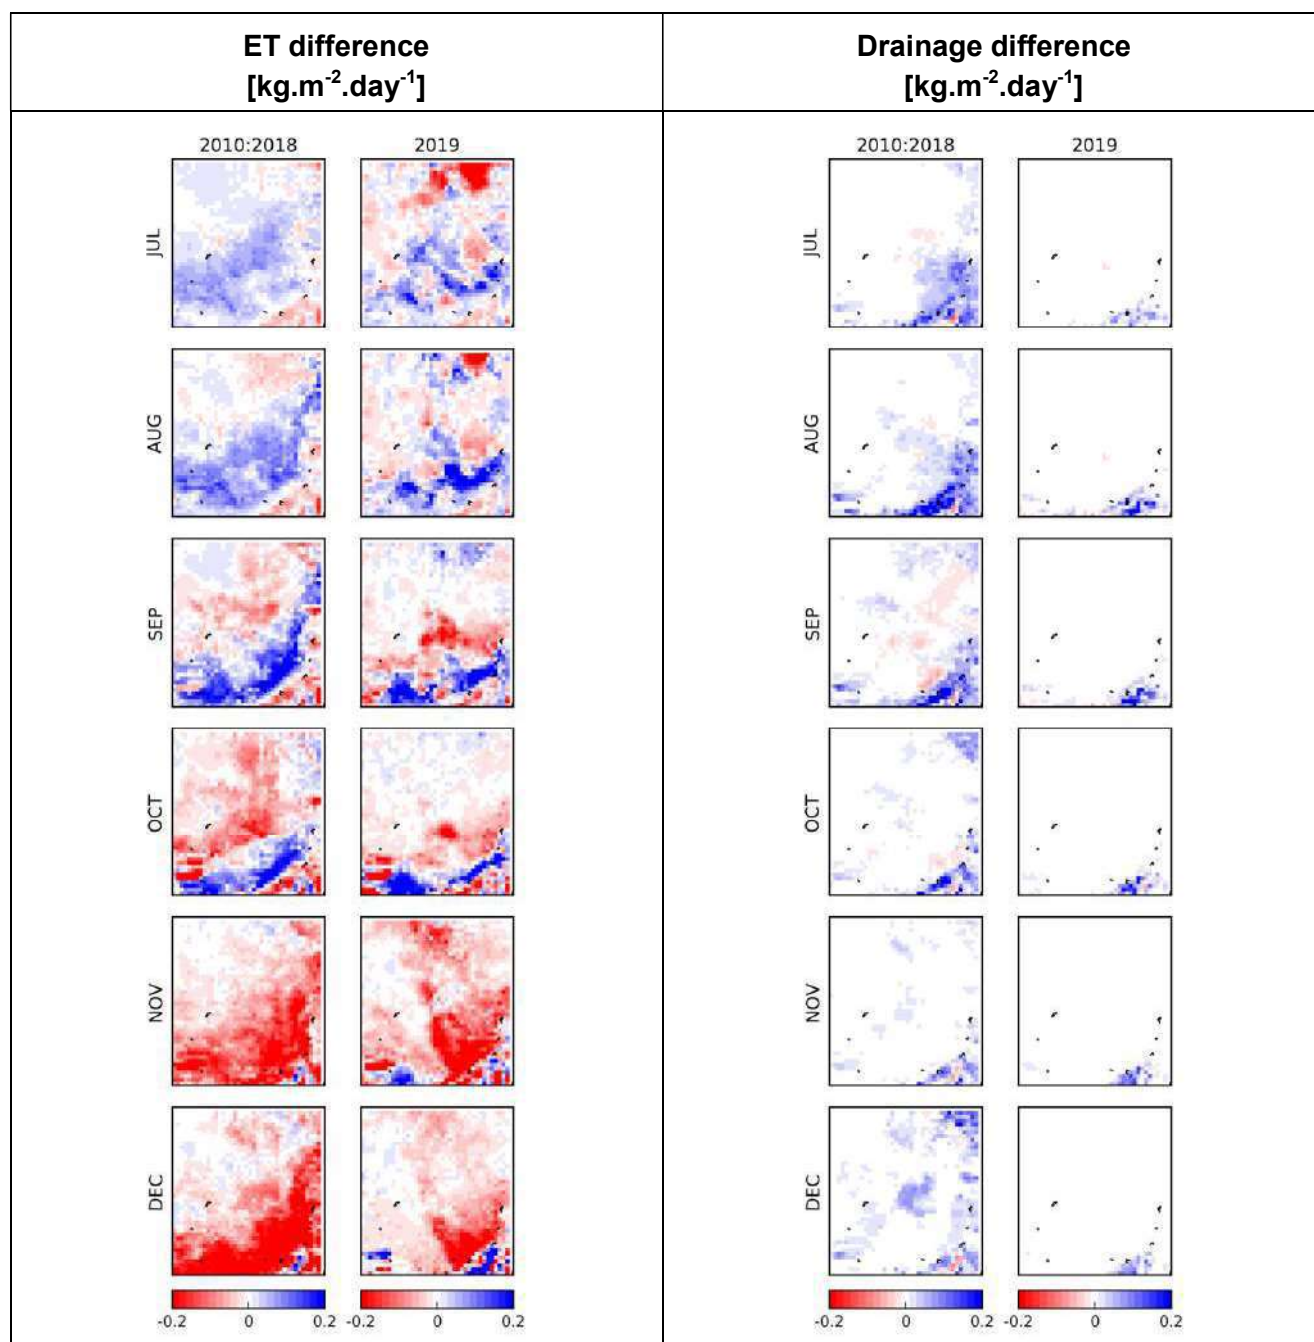 ET difference
[kg.m-2.day-1]
Drainage difference
[kg.m-2.day-1]
2010:2018 2019
2010:2018 2019
JUL
JUL
AUG
AUG
SEP
SEP
OCT
OCT
NOV
NOV
DEC
DEC
-0.2 0 0.2 -0.2 0 0.2
-0.2 0 0.2 -0.2 0 0.2